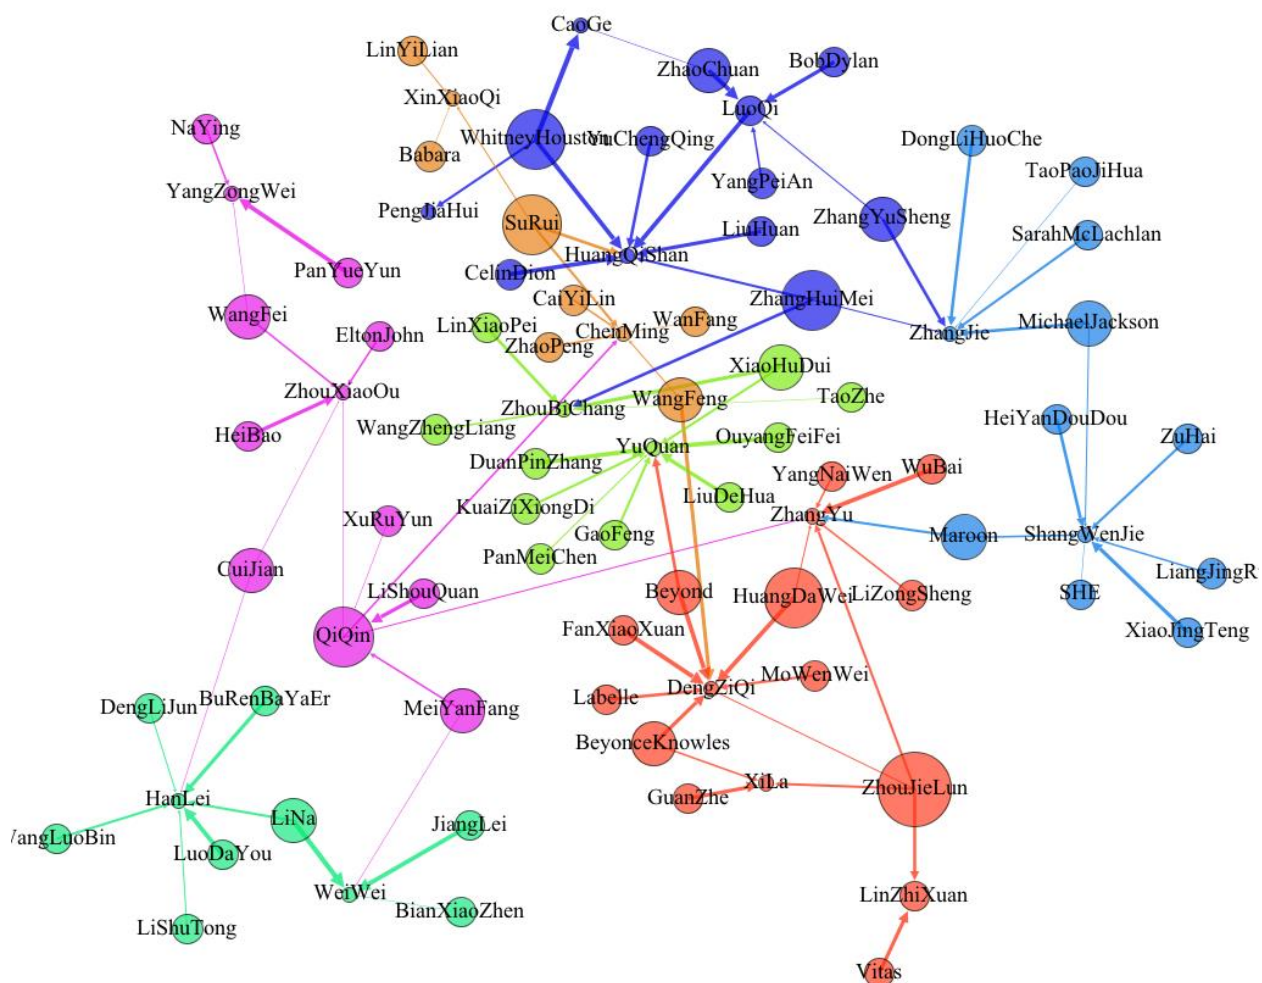 CaoGe
LinYiLian
ZhaoChuan
BobDylan
XinXiaoQi
LuoQi
NaYing
WhitneyHouston
YuChengQing
DongLiHuoChe
Babara
TaoPaoJiHua
YangPeiAn
YangZongWei
PengJiaHui
SuRui
LiuHuan
ZhangYuSheng
SarahMcLachlan
HuangQiShan
PanYueYun
CelinDion
CaiYiLin
ZhangHuiMei
WangFei
LinXiaoPei
ChenMing
WanFang
MichaelJackson
EltonJohn
ZhaoPeng
ZhangJie
XiaoHuDui
ZhouXiaoOu
WangFeng
TaoZhe
ZhouBiChang
HeiYanDouDou
HeiBao
WangZhengLiang
OuyangFeiFei
ZuHai
YuQuan
DuanPinZhang
YangNaiWen
WuBai
LiuDeHua
KuaiZiXiongDi
XuRuYun
ZhangYu
GaoFeng
Maroon
ShangWenJie
PanMeiChen
CuiJian
LiangJingR
LiShouQuan
Beyond
HuangDaWei
LiZongSheng
SHE
QiQin
FanXiaoXuan
XiaoJingTeng
MoWenWei
DengZiQi
BuRenBaYaEr
Labelle
DengLiJun
MeiYanFang
BeyonceKnowles
XiLa
ZhouJieLun
GuanZhe
HanLei
LiNa
JiangLei
VangLuoBin
LuoDaYou
WeiWei
LinZhiXuan
BianXiaoZhen
LiShuTong
Vitas